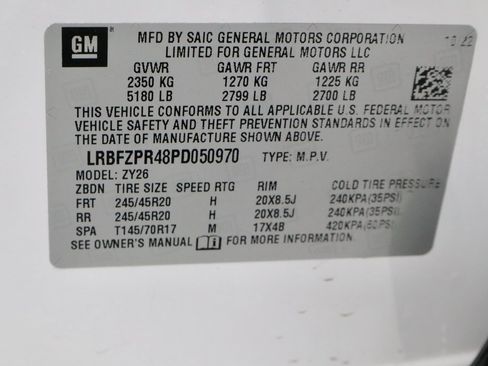 GM
MFD BY SAIC GENERAL MOTORS CORPORATION
LIMITED FOR GENERAL MOTORS LLC
10/22
GVWR GAWR FRT GAWR RR
2350 KG 1270 KG 1225 KG
5180 LB 2799 LB 2700 LB
THIS VEHICLE CONFORMS TO ALL APPLICABLE U.S. FEDERAL MOTOR
VEHICLE SAFETY AND THEFT PREVENTION STANDARDS IN EFFECT ON
THE DATE OF MANUFACTURE SHOWN ABOVE.
LRBFZPR48PD050970 TYPE: M.P.V.
MODEL: ZY26
ZBDN TIRE SIZE SPEED RTG RIM COLD TIRE PRESSURE
FRT 245/45R20 H 20X8.5J 240KPA(35PSI)
RR 245/45R20 H 20X8.5J 240KPA(35PSI)
SPA T145/70R17 M 17X4B 420KPA(60PSI)
SEE OWNER'S MANUAL FOR MORE INFORMATION.